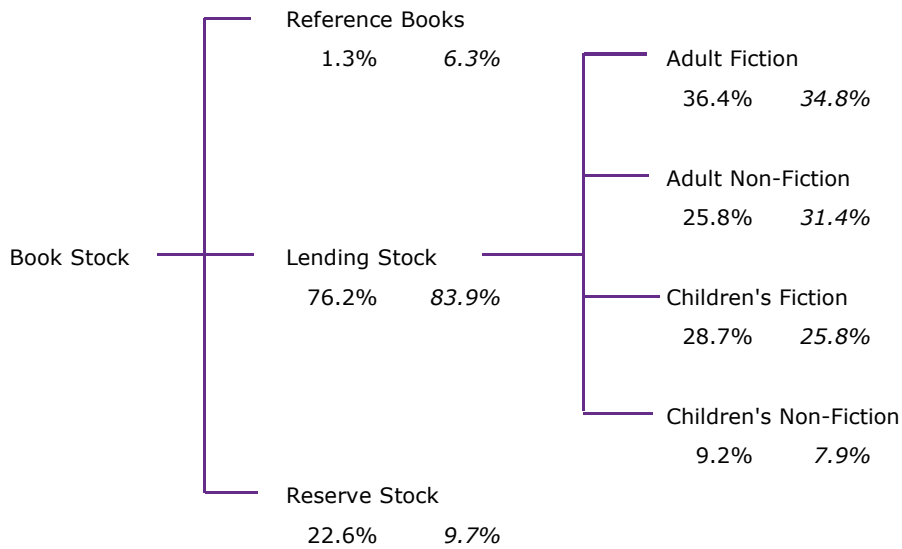 Reference Books
1.3% 6.3%
Adult Fiction
36.4% 34.8%
Adult Non-Fiction
25.8% 31.4%
Book Stock
Lending Stock
76.2% 83.9%
Children's Fiction
28.7% 25.8%
Children's Non-Fiction
9.2% 7.9%
Reserve Stock
22.6% 9.7%